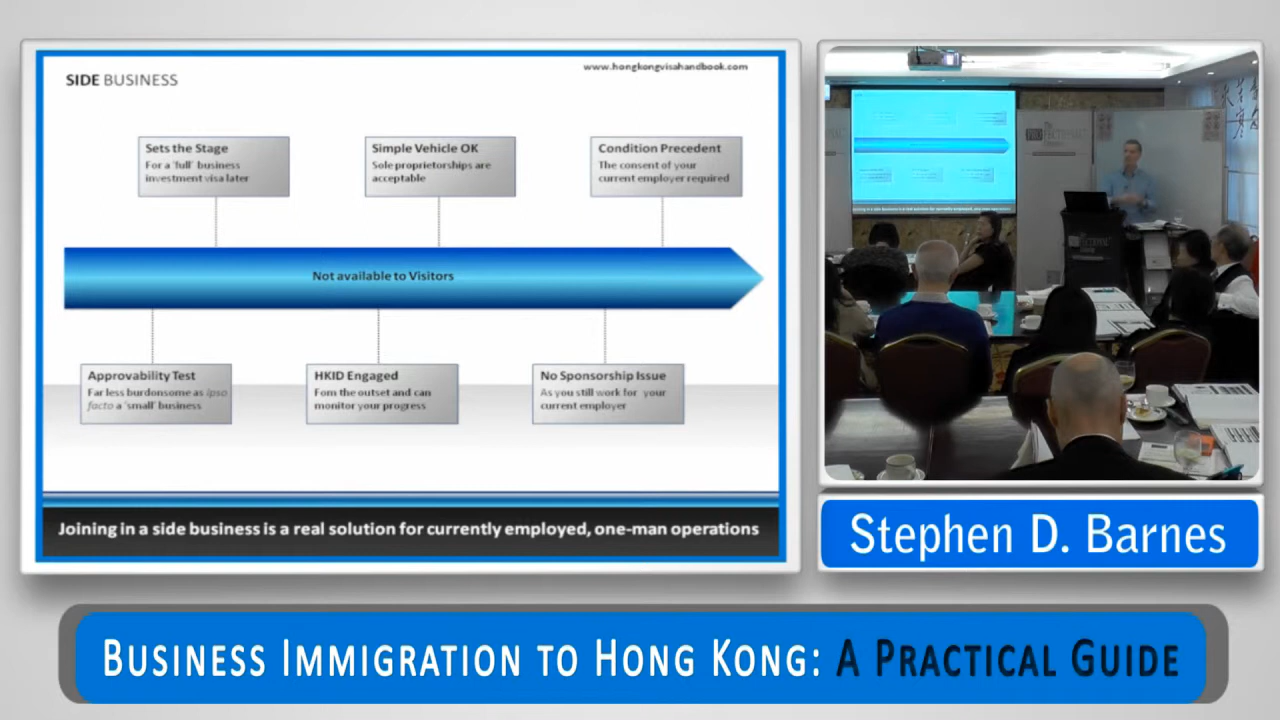 www.hongkongvisahandbook.com
SIDE BUSINESS
Sets the Stage
For a 'full' business
investment visa later
Simple Vehicle OK
Sole proprietorships are
acceptable
Condition Precedent
The consent of your
current employer required
Not available to Visitors
Approvability Test
Far less burdonsome as ipso
facto a 'small' business
HKID Engaged
Fom the outset and can
monitor your progress
No Sponsorship Issue
As you still work for your
current employer
Joining in a side business is a real solution for currently employed, one-man operations
Stephen D. Barnes
BUSINESS IMMIGRATION TO HONG KONG: A PRACTICAL GUIDE